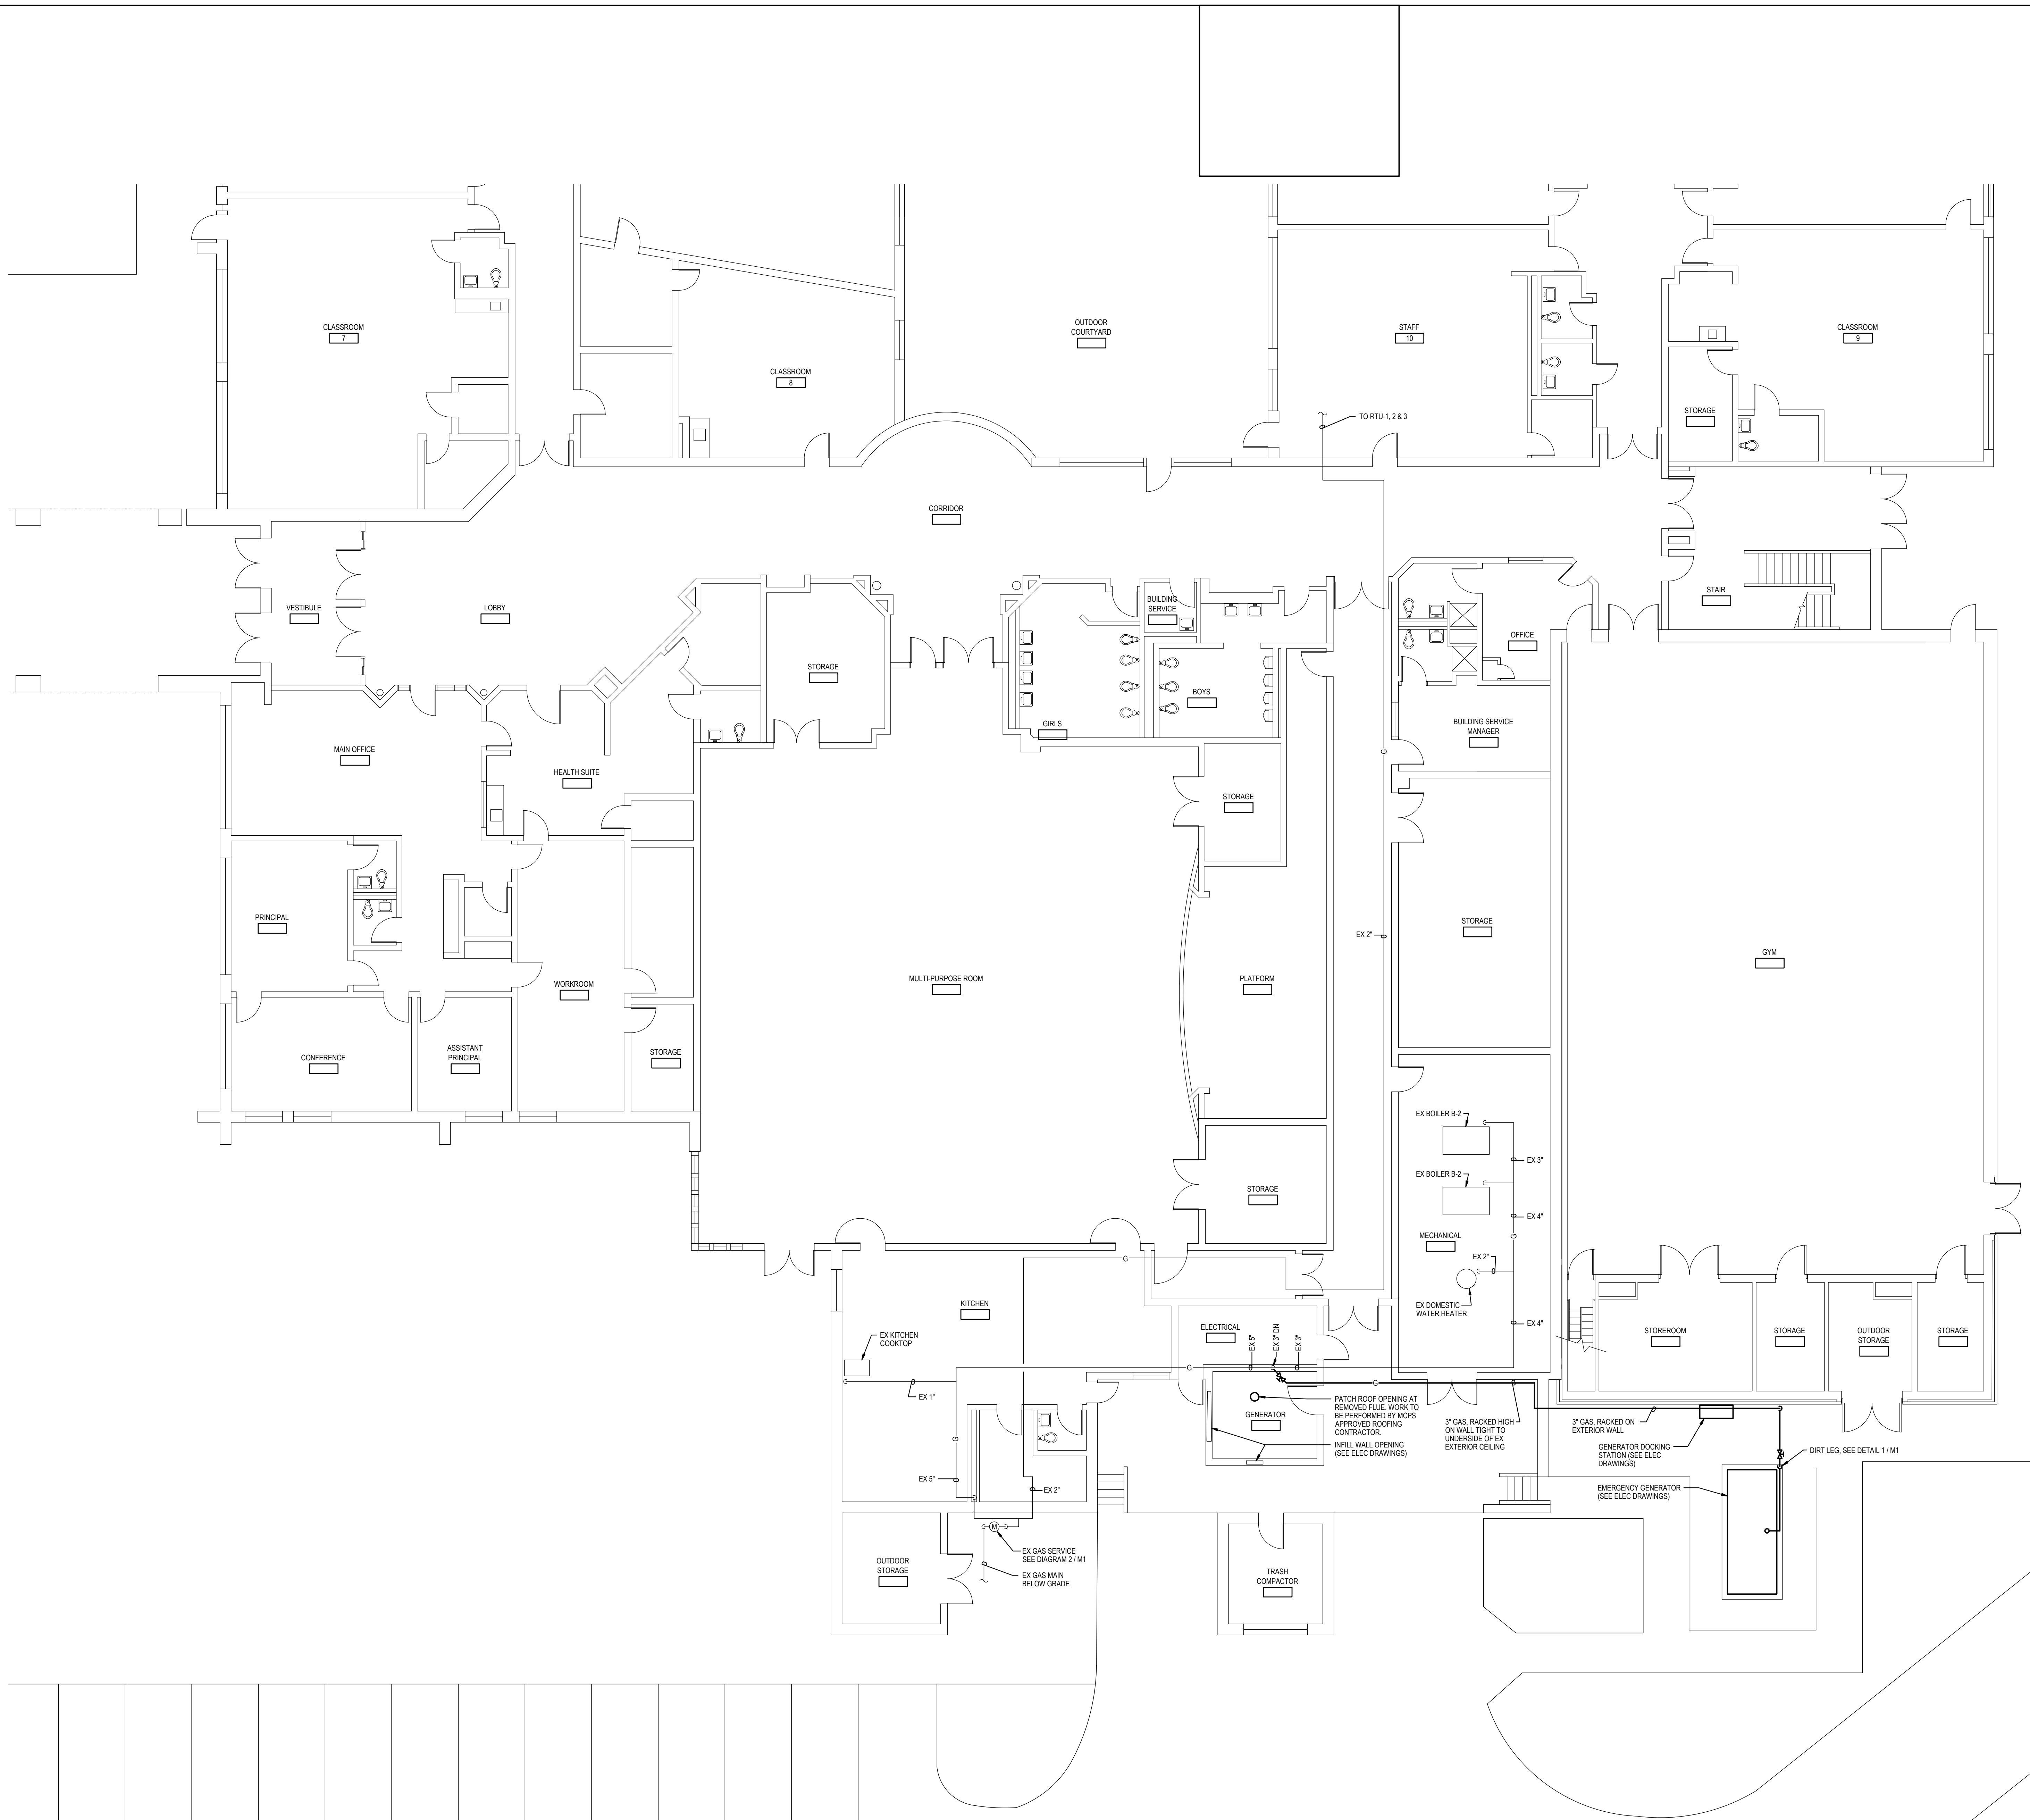 CLASSROOM
7
CLASSROOM
8
OUTDOOR
COURTYARD
STAFF
10
CLASSROOM
9
STORAGE
TO RTU-1, 2 & 3
CORRIDOR
VESTIBULE
LOBBY
STORAGE
BUILDING
SERVICE
GIRLS
BOYS
OFFICE
STAIR
BUILDING SERVICE
MANAGER
MAIN OFFICE
HEALTH SUITE
G
STORAGE
PRINCIPAL
STORAGE
EX 2"
GYM
MULTI-PURPOSE ROOM
PLATFORM
WORKROOM
CONFERENCE
ASSISTANT
PRINCIPAL
STORAGE
EX BOILER B-2
EX 3"
EX BOILER B-2
STORAGE
EX 4"
MECHANICAL
G
EX 2"
G
KITCHEN
EX DOMESTIC
WATER HEATER
EX 4"
ELECTRICAL
EX 5"
EX 3" DN
EX 3"
STOREROOM
STORAGE
OUTDOOR
STORAGE
STORAGE
EX KITCHEN
COOKTOP
G
G
EX 1"
GENERATOR
PATCH ROOF OPENING AT
REMOVED FLUE. WORK TO
BE PERFORMED BY MCPS
APPROVED ROOFING
CONTRACTOR.
INFILL WALL OPENING
(SEE ELEC DRAWINGS)
3" GAS, RACKED HIGH
ON WALL TIGHT TO
UNDERSIDE OF EX
EXTERIOR CEILING
3" GAS, RACKED ON
EXTERIOR WALL
GENERATOR DOCKING
STATION (SEE ELEC
DRAWINGS)
DIRT LEG, SEE DETAIL 1 / M1
G
EX 5"
EX 2"
EMERGENCY GENERATOR
(SEE ELEC DRAWINGS)
M
EX GAS SERVICE
SEE DIAGRAM 2 / M1
EX GAS MAIN
BELOW GRADE
OUTDOOR
STORAGE
TRASH
COMPACTOR